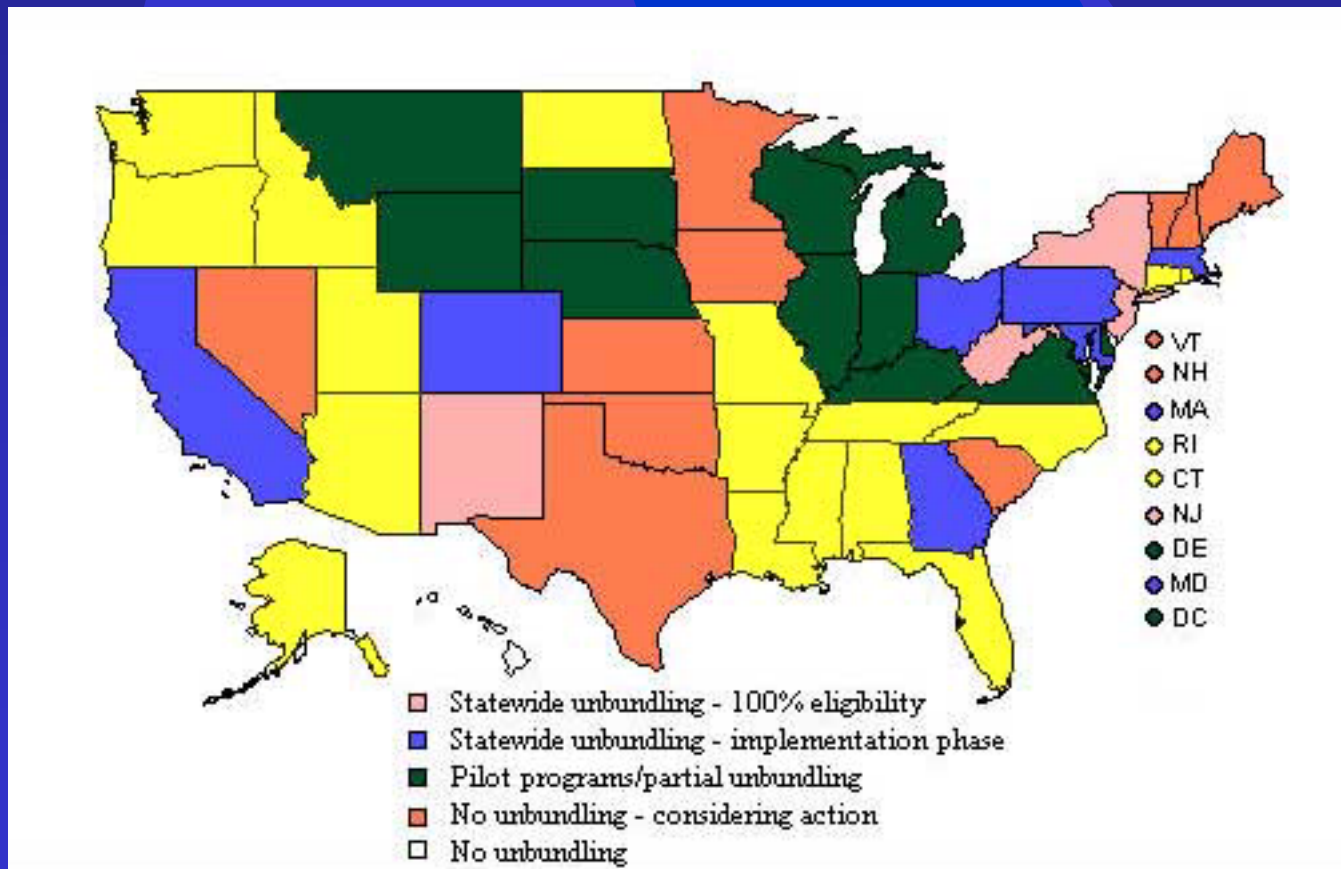 VT
NH
MA
RI
CT
NJ
DE
MD
DC
Statewide unbundling - 100% eligibility
Statewide unbundling - implementation phase
Pilot programs/partial unbundling
No unbundling - considering action
No unbundling